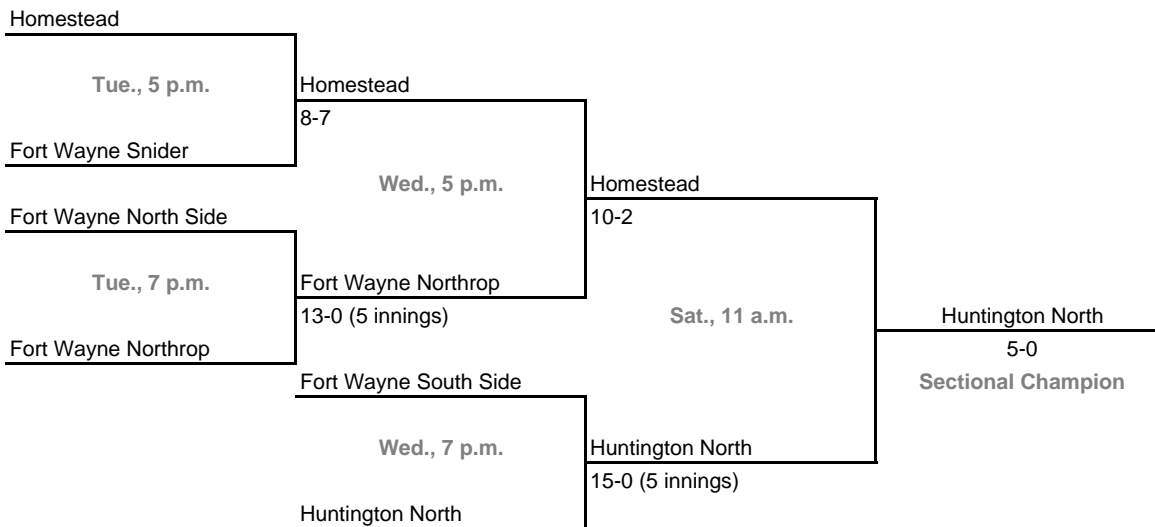 Homestead
Tue., 5 p.m.
Homestead
8-7
Fort Wayne Snider
Wed., 5 p.m.
Homestead
Fort Wayne North Side
10-2
Tue., 7 p.m.
Fort Wayne Northrop
13-0 (5 innings)
Sat., 11 a.m.
Huntington North
Fort Wayne Northrop
5-0
Fort Wayne South Side
Sectional Champion
Wed., 7 p.m.
Huntington North
15-0 (5 innings)
Huntington North